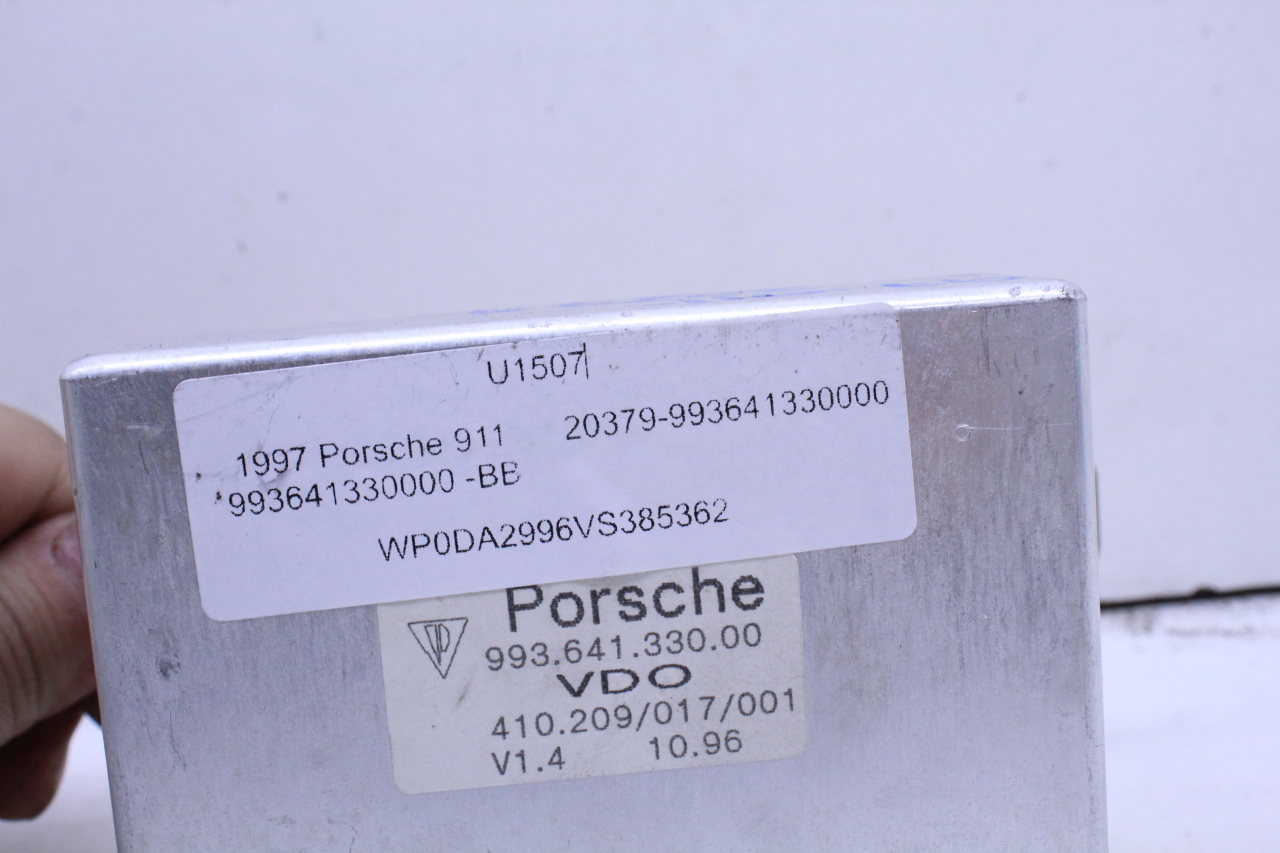 U1507
1997 Porsche 911 20379-993641330000
993641330000 -BB
WP0DA2996VS385362
Porsche
993.641.330.00
VDO
410.209/017/001
V1.4 10.96